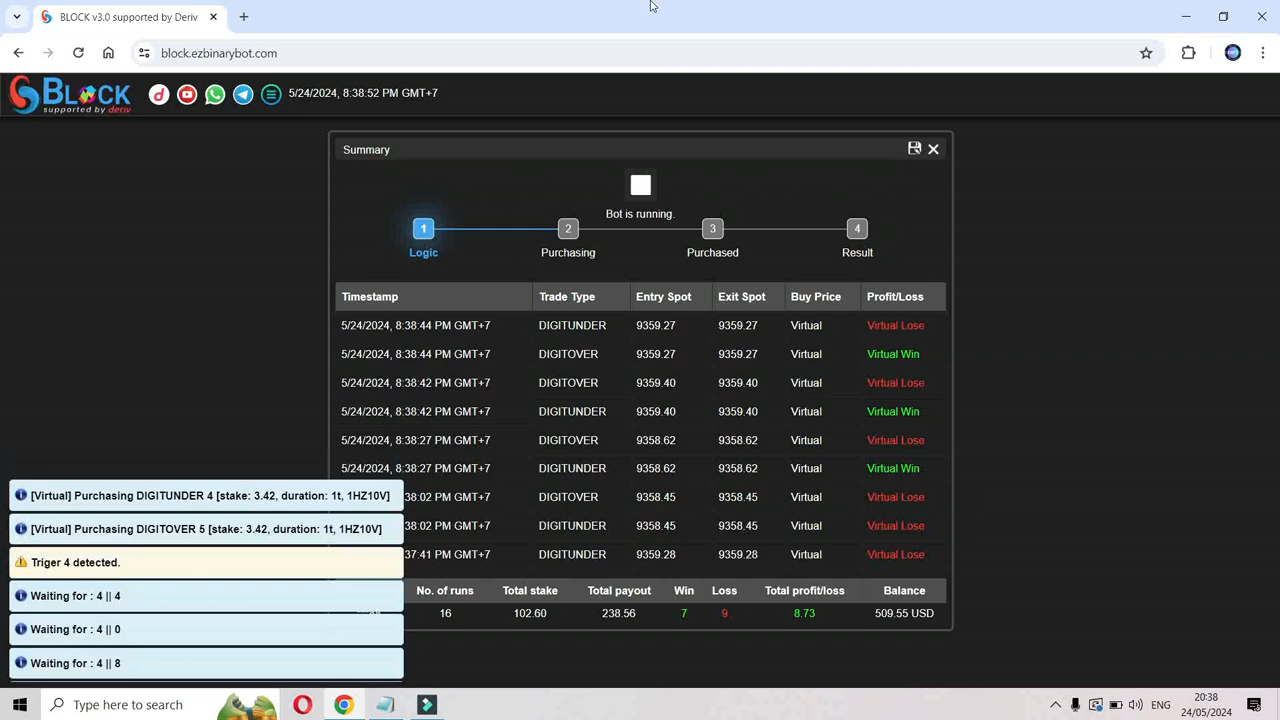 BLOCK v3.0 supported by Deriv
block.ezbinarybot.com
BLOCK
supported by deriv
5/24/2024, 8:38:52 PM GMT+7
Summary
Bot is running.
1 2 3 4
Logic Purchasing Purchased Result
Timestamp Trade Type Entry Spot Exit Spot Buy Price Profit/Loss
5/24/2024, 8:38:44 PM GMT+7 DIGITUNDER 9359.27 9359.27 Virtual Virtual Lose
5/24/2024, 8:38:44 PM GMT+7 DIGITOVER 9359.27 9359.27 Virtual Virtual Win
5/24/2024, 8:38:42 PM GMT+7 DIGITOVER 9359.40 9359.40 Virtual Virtual Lose
5/24/2024, 8:38:42 PM GMT+7 DIGITUNDER 9359.40 9359.40 Virtual Virtual Win
5/24/2024, 8:38:27 PM GMT+7 DIGITOVER 9358.62 9358.62 Virtual Virtual Lose
5/24/2024, 8:38:27 PM GMT+7 DIGITUNDER 9358.62 9358.62 Virtual Virtual Win
:38:02 PM GMT+7 DIGITOVER 9358.45 9358.45 Virtual Virtual Lose
:38:02 PM GMT+7 DIGITUNDER 9358.45 9358.45 Virtual Virtual Lose
:37:41 PM GMT+7 DIGITUNDER 9359.28 9359.28 Virtual Virtual Lose
No. of runs Total stake Total payout Win Loss Total profit/loss Balance
16 102.60 238.56 7 9 8.73 509.55 USD
[Virtual] Purchasing DIGITUNDER 4 [stake: 3.42, duration: 1t, 1HZ10V]
[Virtual] Purchasing DIGITOVER 5 [stake: 3.42, duration: 1t, 1HZ10V]
Triger 4 detected.
Waiting for : 4 || 4
Waiting for : 4 || 0
Waiting for : 4 || 8
Type here to search
ENG
20:38
24/05/2024